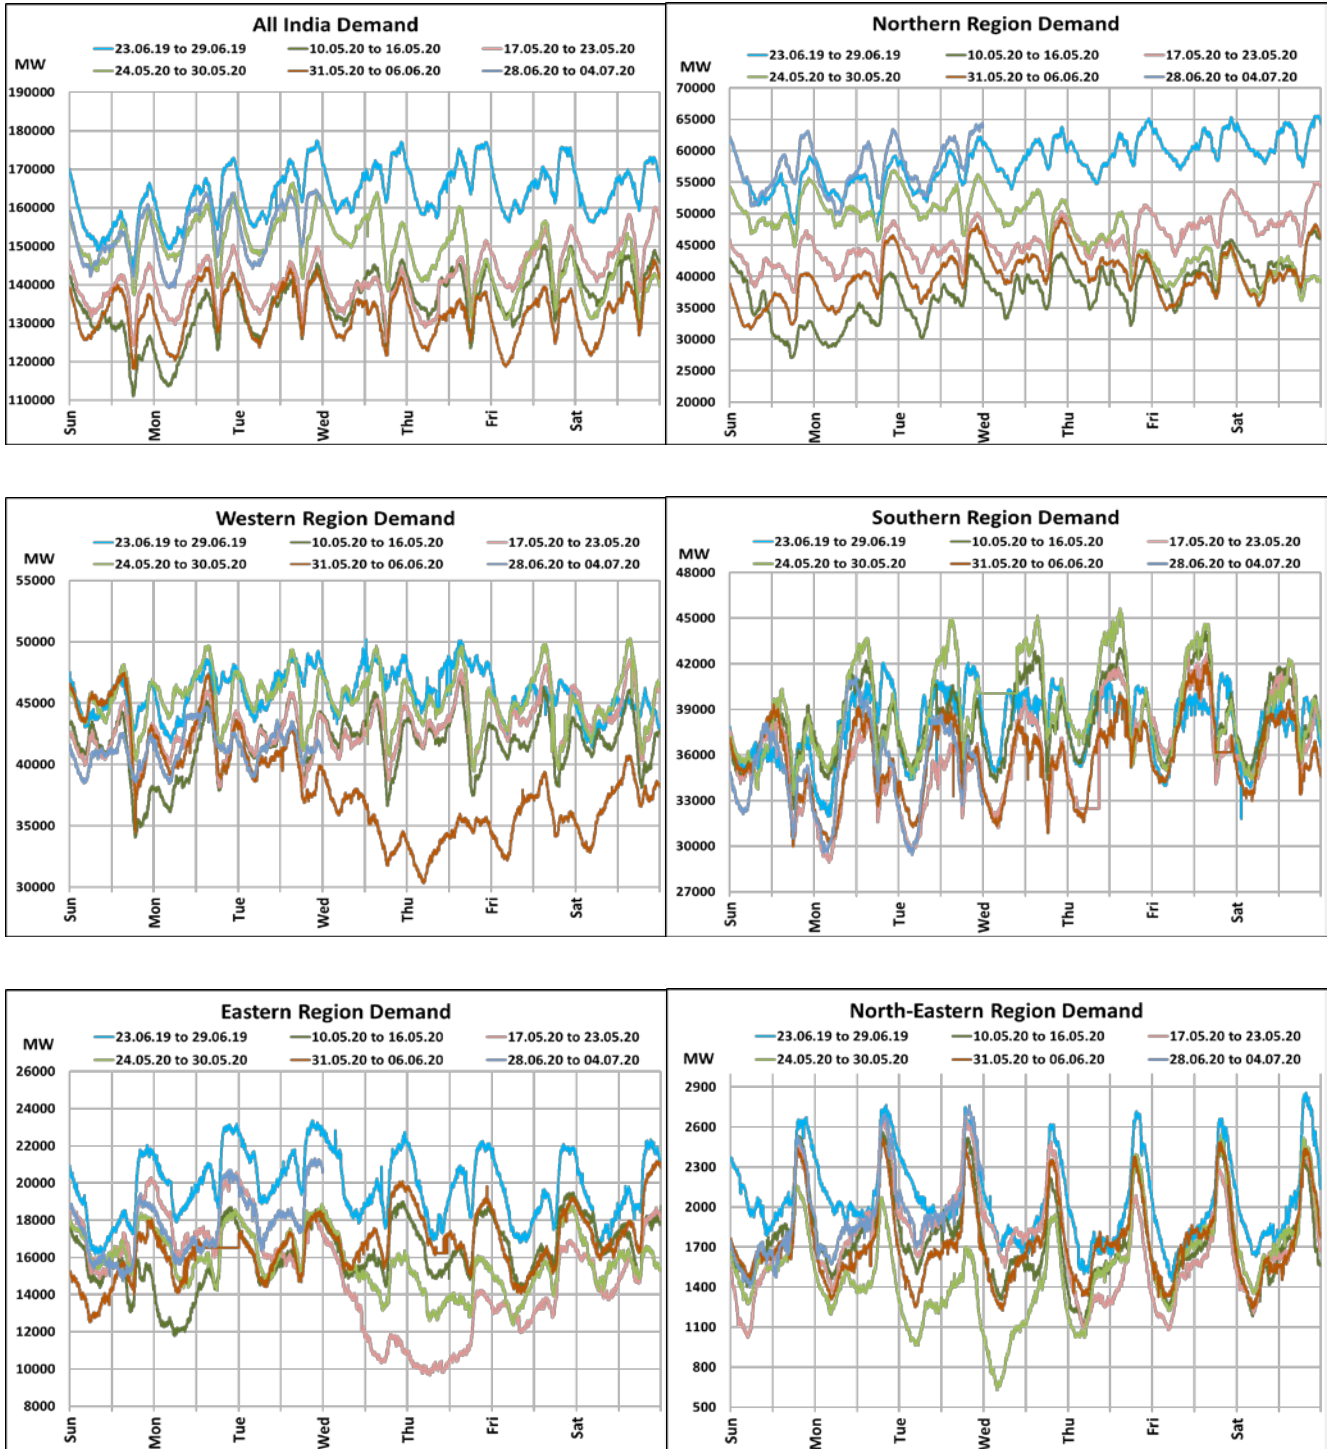 All India Demand
23.06.19 to 29.06.19 10.05.20 to 16.05.20 17.05.20 to 23.05.20
MW
24.05.20 to 30.05.20 31.05.20 to 06.06.20 28.06.20 to 04.07.20
190000
180000
170000
160000
150000
140000
130000
120000
110000
Sun Mon Tue Wed Thu Fri Sat
Northern Region Demand
MW
23.06.19 to 29.06.19 10.05.20 to 16.05.20 17.05.20 to 23.05.20
24.05.20 to 30.05.20 31.05.20 to 06.06.20 28.06.20 to 04.07.20
70000
65000
60000
55000
50000
45000
40000
35000
30000
25000
20000
Sun Mon Tue Wed Thu Fri Sat
Western Region Demand
23.06.19 to 29.06.19 10.05.20 to 16.05.20 17.05.20 to 23.05.20
MW
24.05.20 to 30.05.20 31.05.20 to 06.06.20 28.06.20 to 04.07.20
55000
50000
45000
40000
35000
30000
Sun Mon Tue Wed Thu Fri Sat
Southern Region Demand
23.06.19 to 29.06.19 10.05.20 to 16.05.20 17.05.20 to 23.05.20
MW
24.05.20 to 30.05.20 31.05.20 to 06.06.20 28.06.20 to 04.07.20
48000
45000
42000
39000
36000
33000
30000
27000
Sun Mon Tue Wed Thu Fri Sat
Eastern Region Demand
23.06.19 to 29.06.19 10.05.20 to 16.05.20 17.05.20 to 23.05.20
MW
24.05.20 to 30.05.20 31.05.20 to 06.06.20 28.06.20 to 04.07.20
26000
24000
22000
20000
18000
16000
14000
12000
10000
8000
Sun Mon Tue Wed Thu Fri Sat
North-Eastern Region Demand
23.06.19 to 29.06.19 10.05.20 to 16.05.20 17.05.20 to 23.05.20
MW
24.05.20 to 30.05.20 31.05.20 to 06.06.20 28.06.20 to 04.07.20
2900
2600
2300
2000
1700
1400
1100
800
500
Sun Mon Tue Wed Thu Fri Sat